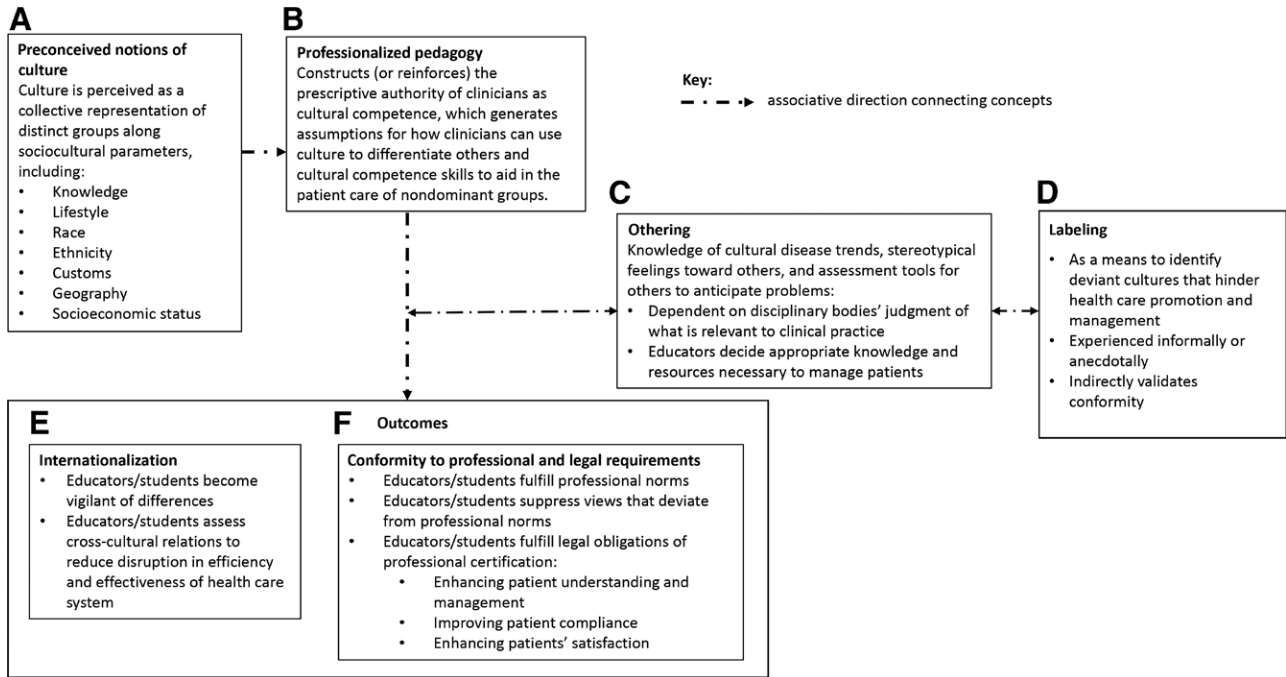 A
Preconceived notions of
culture
Culture is perceived as a
collective representation of
distinct groups along
sociocultural parameters,
including:
• Knowledge
• Lifestyle
• Race
• Ethnicity
• Customs
• Geography
• Socioeconomic status
B
Professionalized pedagogy
Constructs (or reinforces) the
prescriptive authority of clinicians as
cultural competence, which generates
assumptions for how clinicians can use
culture to differentiate others and
cultural competence skills to aid in the
patient care of nondominant groups.
Key:
associative direction connecting concepts
C
Othering
Knowledge of cultural disease trends, stereotypical
feelings toward others, and assessment tools for
others to anticipate problems:
• Dependent on disciplinary bodies’ judgment of
what is relevant to clinical practice
• Educators decide appropriate knowledge and
resources necessary to manage patients
D
Labeling
• As a means to identify
deviant cultures that hinder
health care promotion and
management
• Experienced informally or
anecdotally
• Indirectly validates
conformity
Outcomes
E
Internationalization
• Educators/students become
vigilant of differences
• Educators/students assess
cross-cultural relations to
reduce disruption in efficiency
and effectiveness of health care
system
F
Conformity to professional and legal requirements
• Educators/students fulfill professional norms
• Educators/students suppress views that deviate
from professional norms
• Educators/students fulfill legal obligations of
professional certification:
• Enhancing patient understanding and
management
• Improving patient compliance
• Enhancing patients’ satisfaction